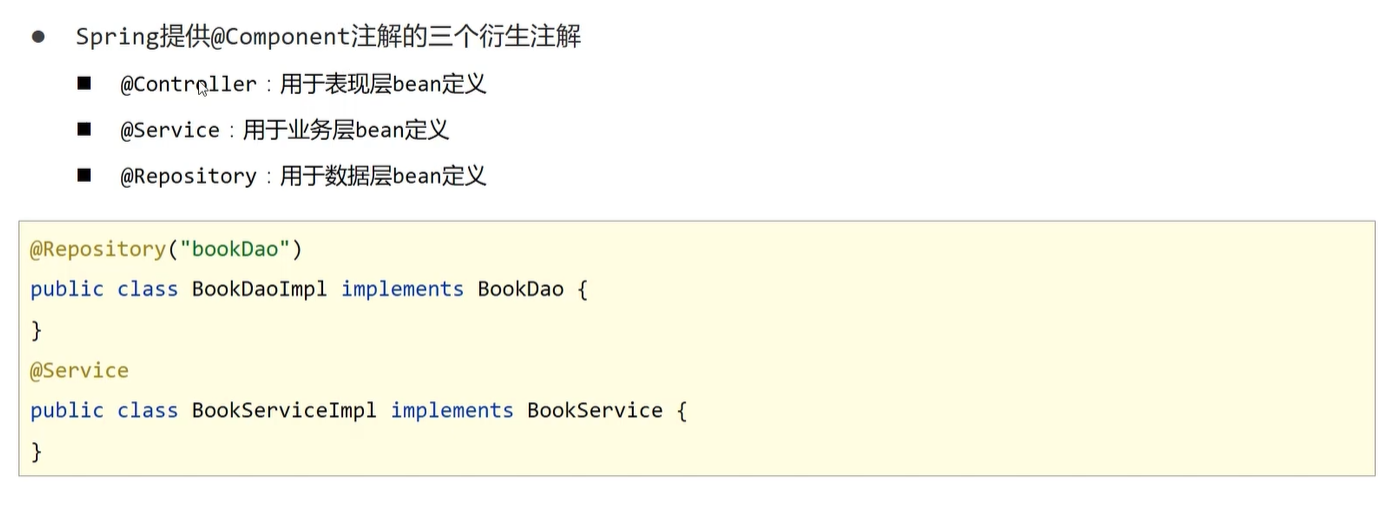 ● Spring提供@Component注解的三个衍生注解
■ @Controller：用于表现层bean定义
■ @Service：用于业务层bean定义
■ @Repository：用于数据层bean定义
@Repository("bookDao")
public class BookDaoImpl implements BookDao {
}
@Service
public class BookServiceImpl implements BookService {
}